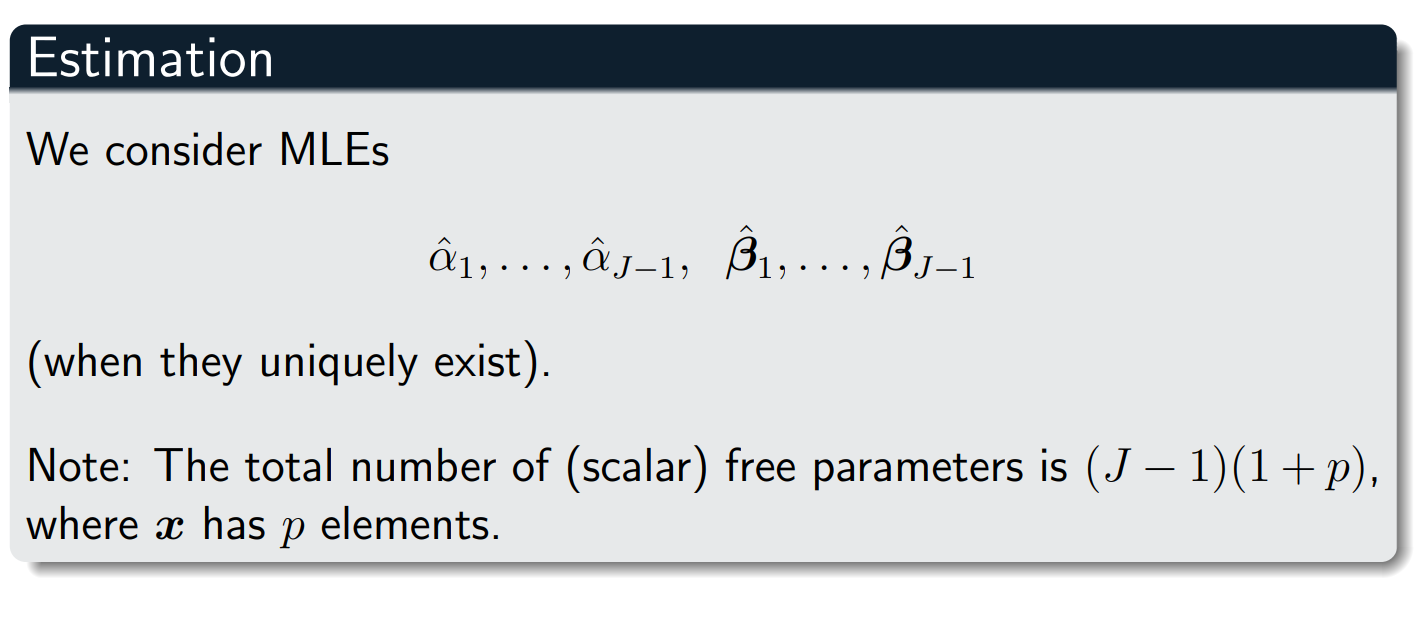 Estimation
We consider MLEs
α̂₁, . . . , α̂_{J−1}, 𝜷̂₁, . . . , 𝜷̂_{J−1}
(when they uniquely exist).
Note: The total number of (scalar) free parameters is (J − 1)(1 + p),
where 𝒙 has p elements.